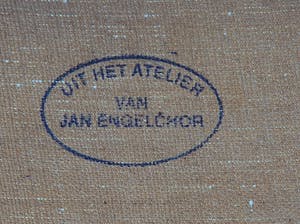 UIT HET ATELIER
VAN
JAN ENGELCHOR